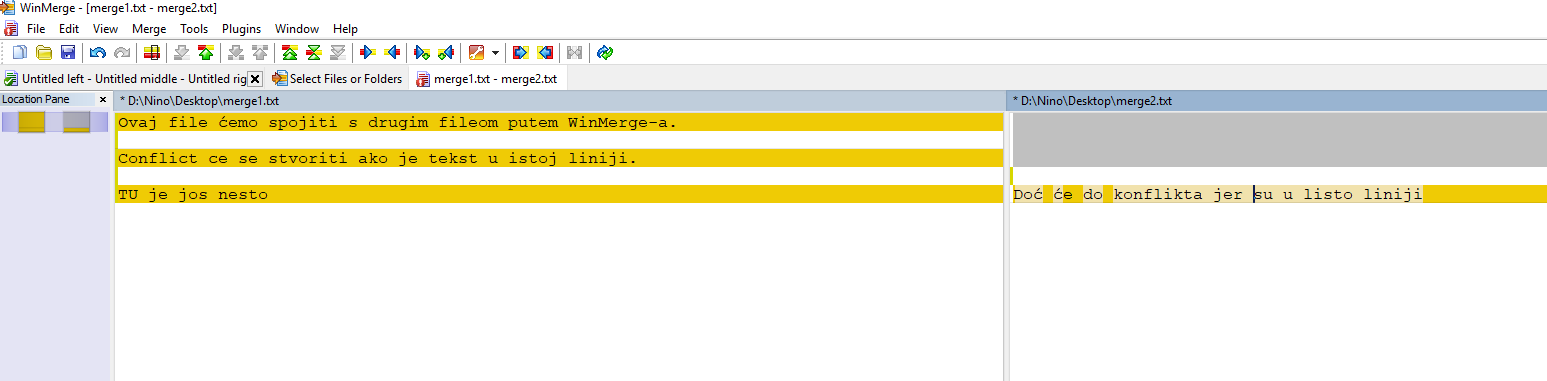 WinMerge - [merge1.txt - merge2.txt]
File Edit View Merge Tools Plugins Window Help
Untitled left - Untitled middle - Untitled rig Select Files or Folders merge1.txt - merge2.txt
Location Pane × * D:\Nino\Desktop\merge1.txt * D:\Nino\Desktop\merge2.txt
Ovaj file ćemo spojiti s drugim fileom putem WinMerge-a.
Conflict ce se stvoriti ako je tekst u istoj liniji.
TU je jos nesto Doć će do konflikta jer su u listo liniji